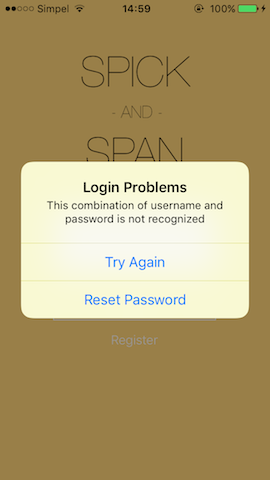 Simpel 14:59 100%
SPICK
- AND -
SPAN
Login Problems
This combination of username and
password is not recognized
Try Again
Reset Password
Register